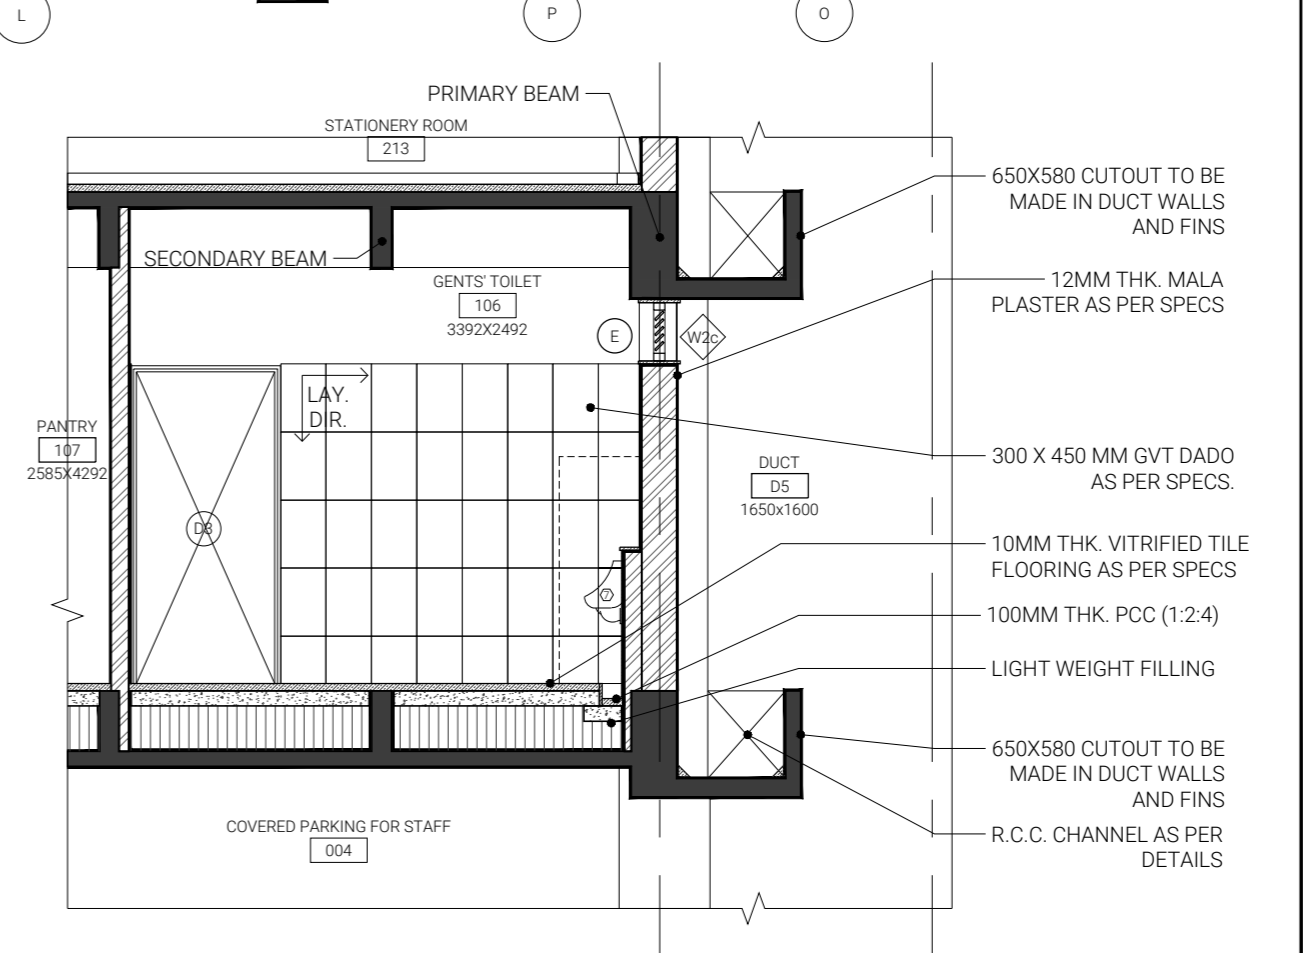 L
P
O
PRIMARY BEAM
STATIONERY ROOM
213
650X580 CUTOUT TO BE
MADE IN DUCT WALLS
AND FINS
SECONDARY BEAM
GENTS' TOILET
106
3392X2492
12MM THK. MALA
PLASTER AS PER SPECS
E
W2c
LAY.
DIR.
PANTRY
107
2585X4292
300 X 450 MM GVT DADO
AS PER SPECS.
DUCT
D5
1650x1600
D3
10MM THK. VITRIFIED TILE
FLOORING AS PER SPECS
7
100MM THK. PCC (1:2:4)
LIGHT WEIGHT FILLING
650X580 CUTOUT TO BE
MADE IN DUCT WALLS
AND FINS
COVERED PARKING FOR STAFF
004
R.C.C. CHANNEL AS PER
DETAILS